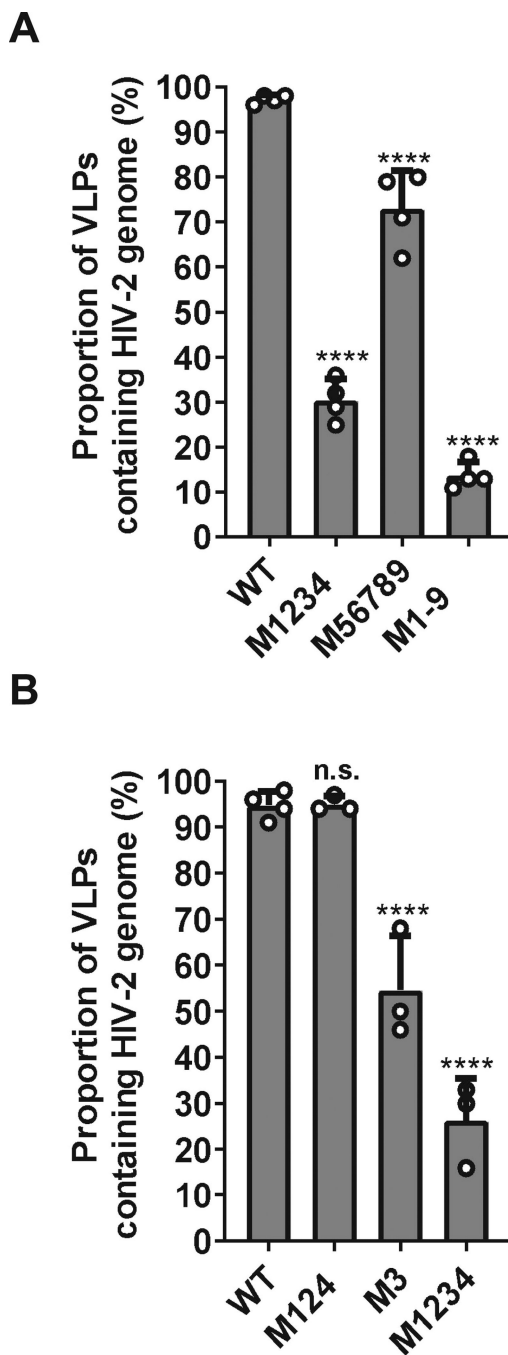 A
Proportion of VLPs
containing HIV-2 genome (%)
100
90
80
70
60
50
40
30
20
10
0
****
****
****
WT
M1234
M56789
M1-9
B
Proportion of VLPs
containing HIV-2 genome (%)
100
90
80
70
60
50
40
30
20
10
0
n.s.
****
****
WT
M124
M3
M1234